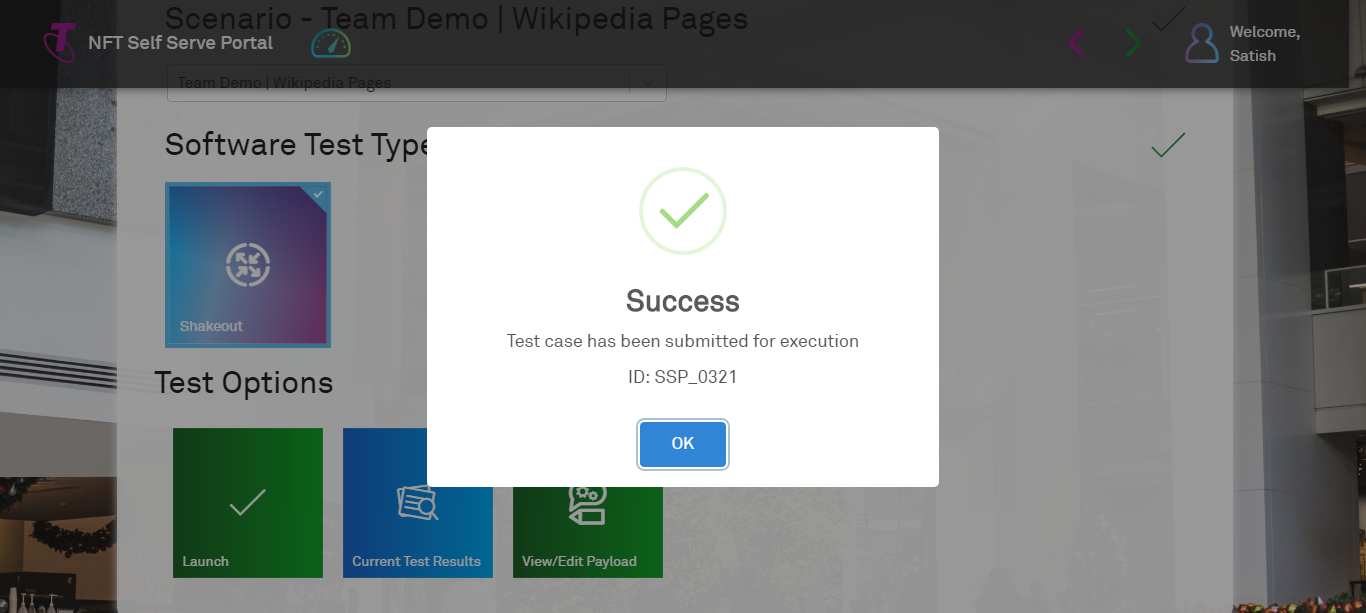 Scenario - Team Demo | Wikipedia Pages
NFT Self Serve Portal
Welcome,
Satish
Team Demo | Wikipedia Pages
Software Test Type
Shakeout
Success
Test case has been submitted for execution
ID: SSP_0321
OK
Test Options
Launch
Current Test Results
View/Edit Payload